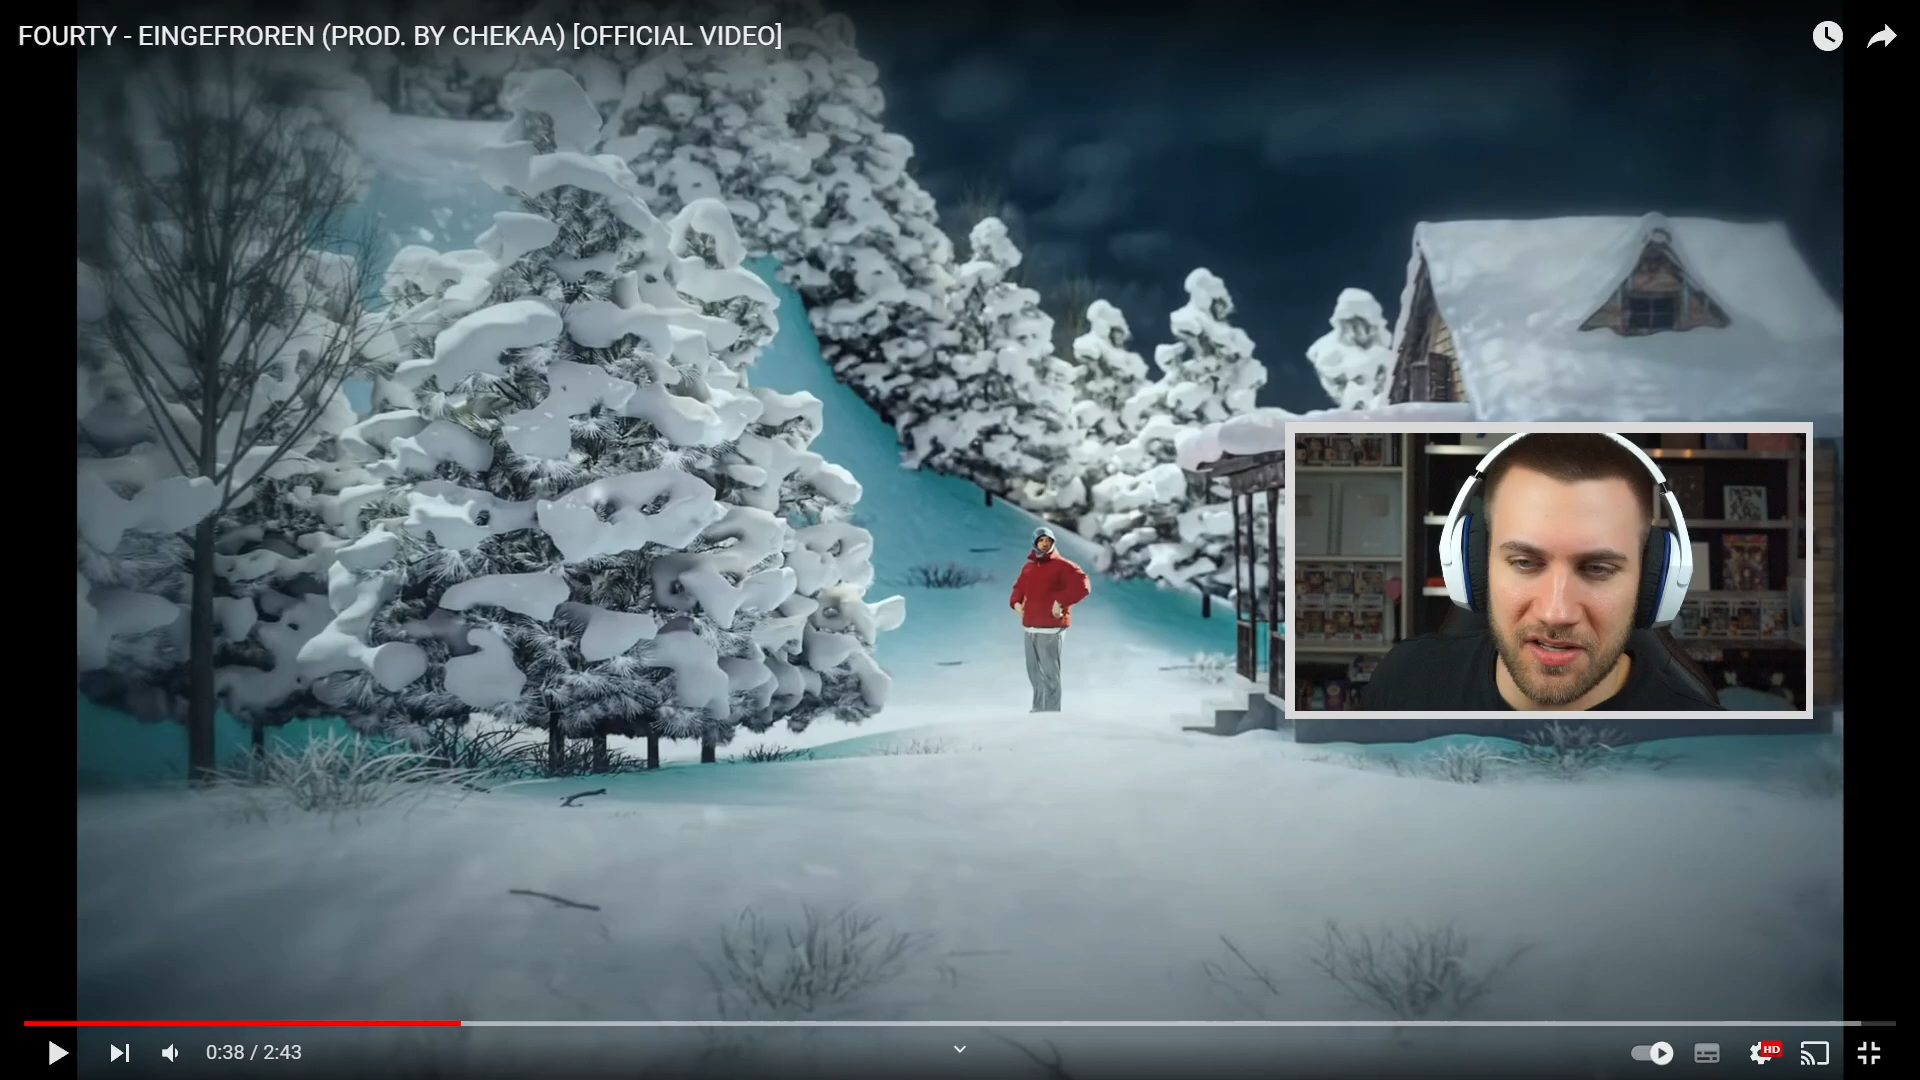 FOURTY - EINGEFROREN (PROD. BY CHEKAA) [OFFICIAL VIDEO]
0:38 / 2:43
HD